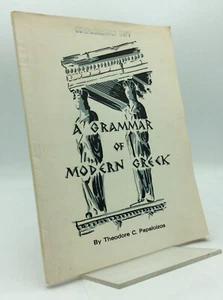 A GRAMMAR
OF
MODERN GREEK
By Theodore C. Papaloizos